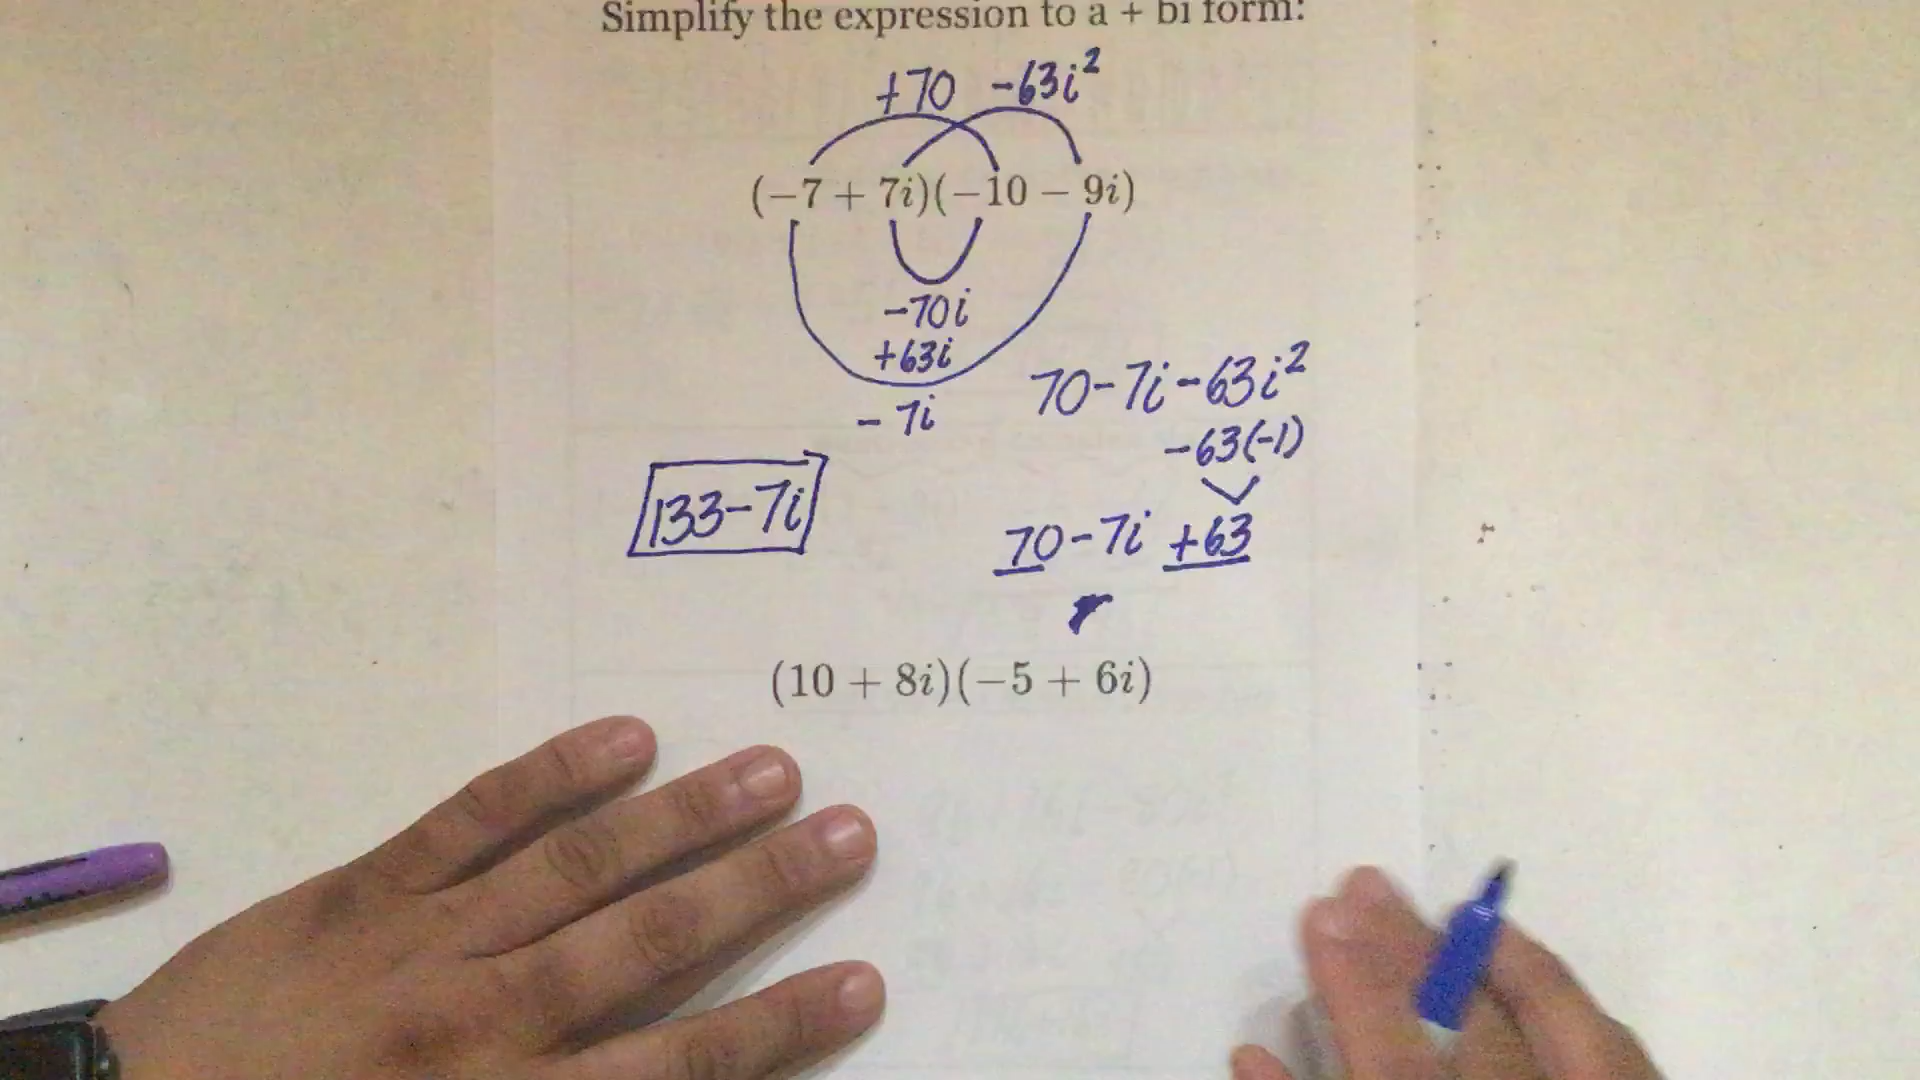 Simplify the expression to a + bi form:
+70 -63i²
(−7 + 7i)(−10 − 9i)
-70i
+63i
- 7i
70-7i-63i²
-63(-1)
133-7i
70-7i +63
(10 + 8i)(−5 + 6i)